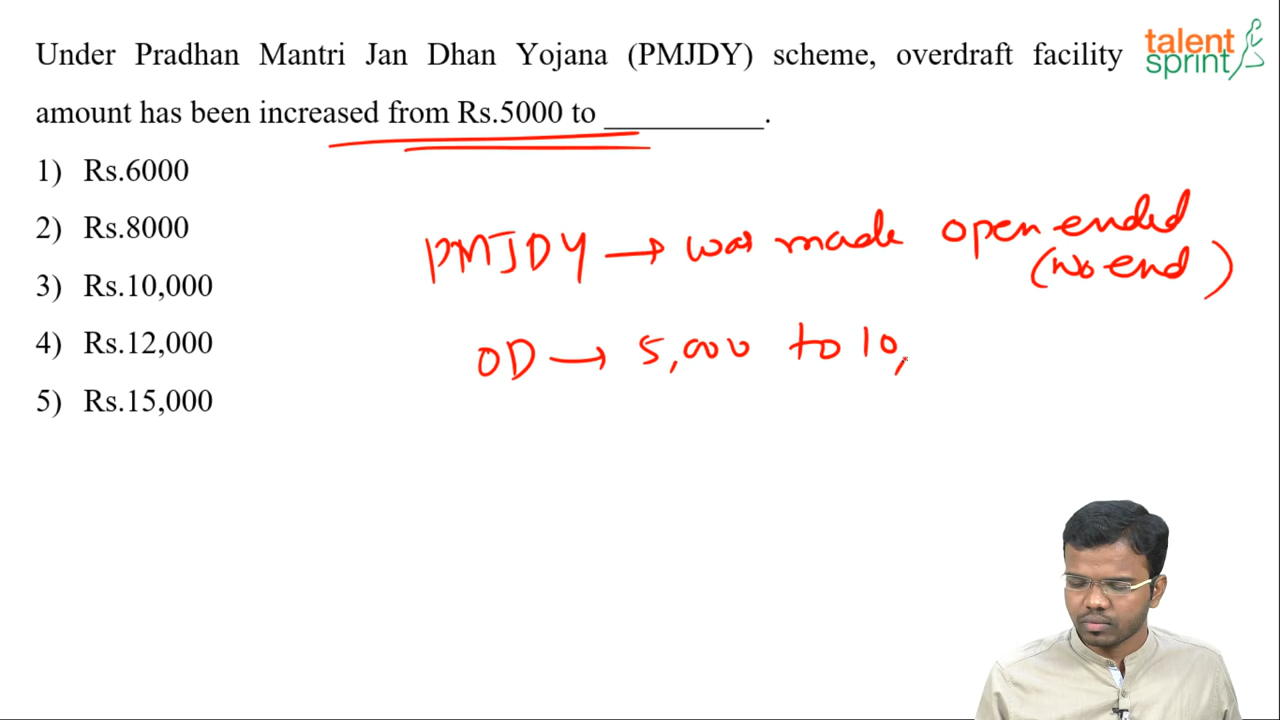 Under Pradhan Mantri Jan Dhan Yojana (PMJDY) scheme, overdraft facility
amount has been increased from Rs.5000 to __________.
1) Rs.6000
2) Rs.8000
3) Rs.10,000
4) Rs.12,000
5) Rs.15,000
talent
sprint
PMJDY → was made open ended
(No end)
OD → 5,000 to 10,